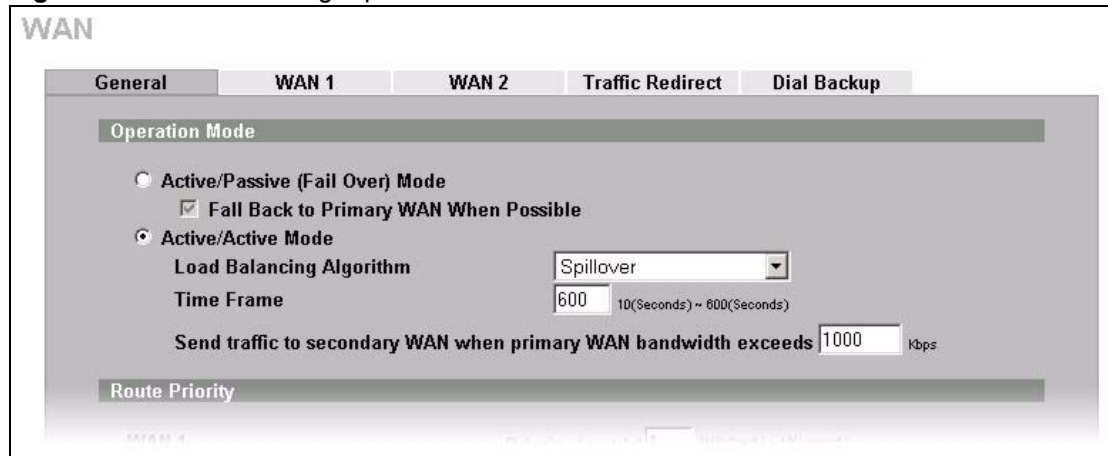 WAN
General WAN 1 WAN 2 Traffic Redirect Dial Backup
Operation Mode
Active/Passive (Fail Over) Mode
Fall Back to Primary WAN When Possible
Active/Active Mode
Load Balancing Algorithm Spillover
Time Frame 600 10(Seconds) ~ 600(Seconds)
Send traffic to secondary WAN when primary WAN bandwidth exceeds 1000 Kbps
Route Priority
WAN 1